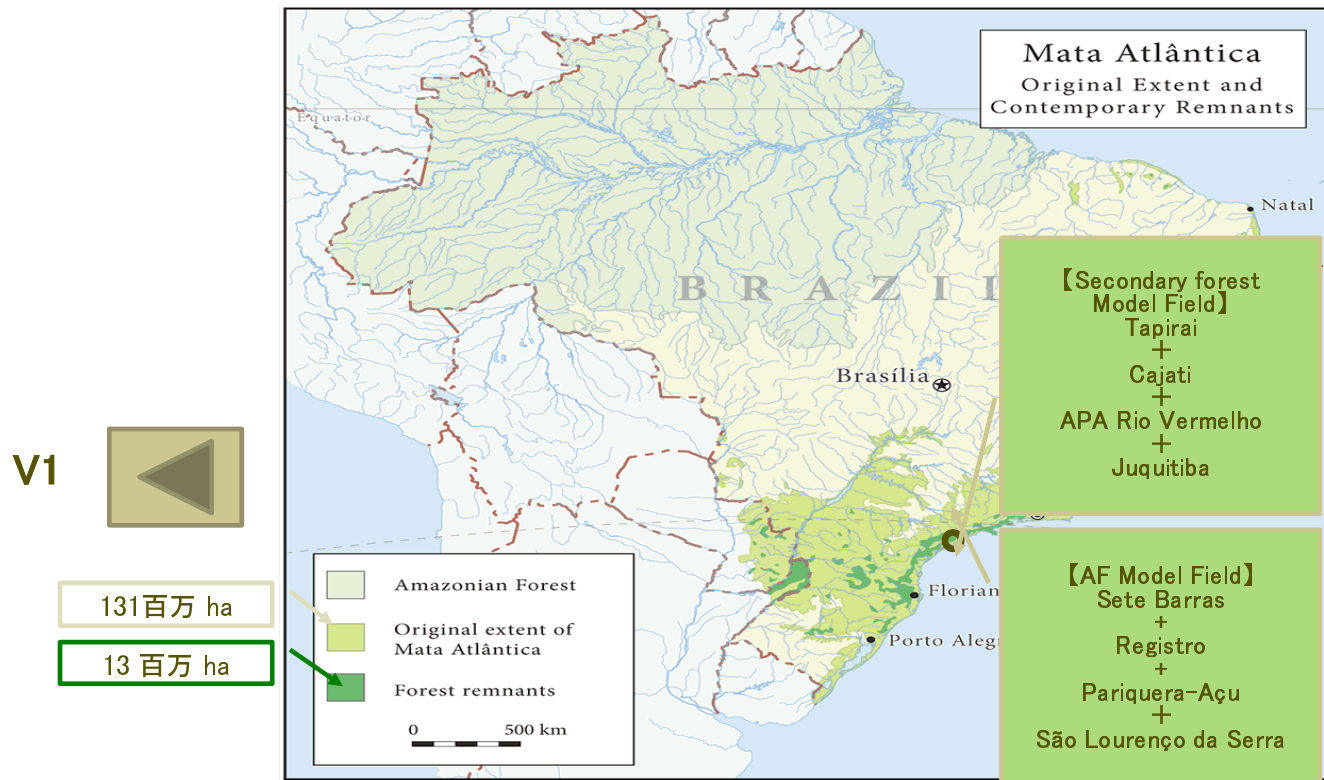 Mata Atlântica
Original Extent and
Contemporary Remnants
Equator
Natal
BRAZIL
Brasília
【Secondary forest
Model Field】
Tapirai
+
Cajati
+
APA Rio Vermelho
+
Juquitiba
V1
131百万 ha
13 百万 ha
Amazonian Forest
Original extent of
Mata Atlântica
Forest remnants
0 500 km
Florian
Porto Aleg
【AF Model Field】
Sete Barras
+
Registro
+
Pariquera-Açu
+
São Lourenço da Serra